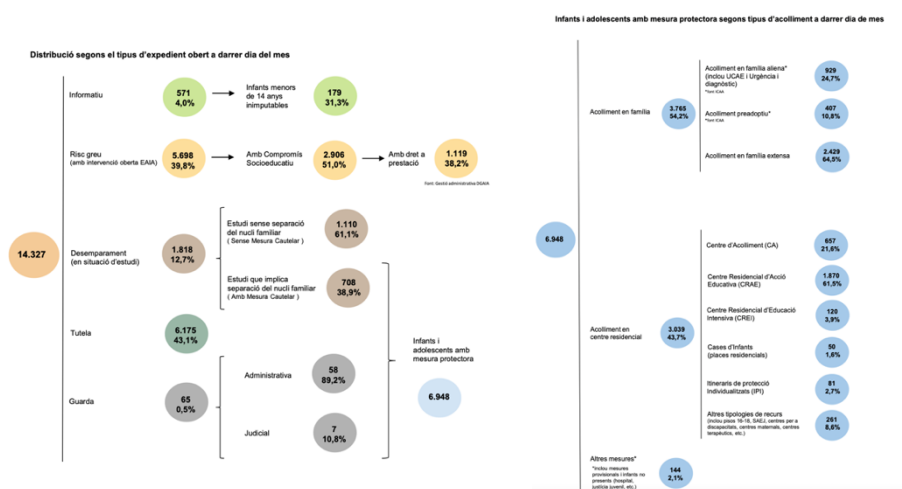 Distribució segons el tipus d'expedient obert a darrer dia del mes
Informatiu
571
4,0%
Infants menors
de 14 anys
inimputables
179
31,3%
Risc greu
(amb intervenció oberta EAIA)
5.698
39,8%
Amb Compromís
Socioeducatiu
2.906
51,0%
Amb dret a
prestació
1.119
38,2%
Font: Gestió administrativa DGAIA
14.327
Desemparament
(en situació d'estudi)
1.818
12,7%
Estudi sense separació
del nucli familiar
( Sense Mesura Cautelar )
1.110
61,1%
Estudi que implica
separació del nucli familiar
( Amb Mesura Cautelar )
708
38,9%
Tutela
6.175
43,1%
Guarda
65
0,5%
Administrativa
58
89,2%
Judicial
7
10,8%
Infants i
adolescents amb
mesura protectora
6.948
Infants i adolescents amb mesura protectora segons tipus d'acolliment a darrer dia de mes
6.948
Acolliment en família
3.765
54,2%
Acolliment en família aliena*
(inclou UCAE i Urgència i
diagnòstic)
*font ICAA
929
24,7%
Acolliment preadoptiu*
*font ICAA
407
10,8%
Acolliment en família extensa
2.429
64,5%
Acolliment en
centre residencial
3.039
43,7%
Centre d'Acolliment (CA)
657
21,6%
Centre Residencial d'Acció
Educativa (CRAE)
1.870
61,5%
Centre Residencial d'Educació
Intensiva (CREI)
120
3,9%
Cases d'Infants
(places residencials)
50
1,6%
Itineraris de protecció
Individualitzats (IPI)
81
2,7%
Altres tipologies de recurs
(inclou pisos 16-18, SAEJ, centres per a
discapacitats, centres maternals, centres
terapèutics, etc.)
261
8,6%
Altres mesures*
*inclou mesures
provisionals i infants no
presents (hospital,
justícia juvenil, etc.)
144
2,1%